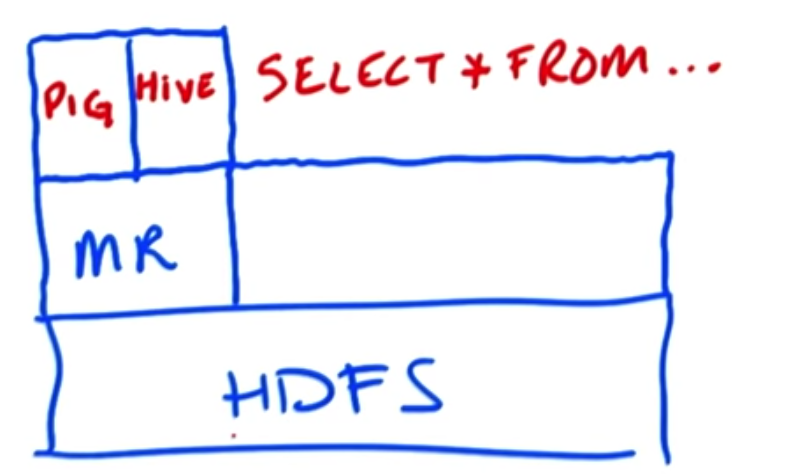 PIG HIVE SELECT * FROM ...
MR
HDFS